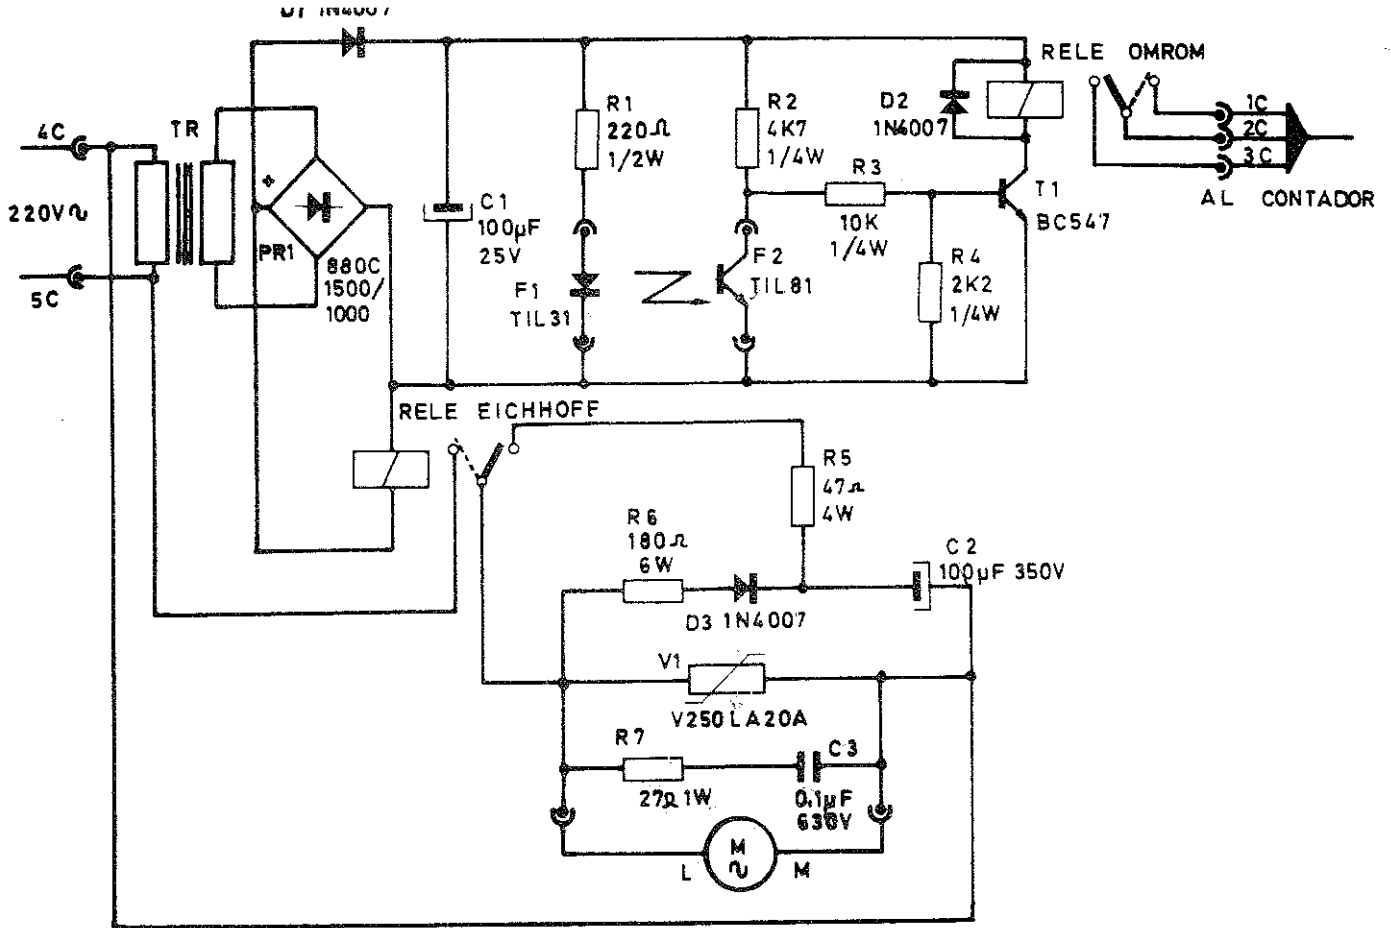 D1 1N4007
RELE OMROM
4C
TR
R1
220Ω
1/2W
R2
4K7
1/4W
D2
1N4007
1C
2C
3C
AL CONTADOR
220V∿
+
PR1
880C
1500/
1000
C1
100µF
25V
R3
10K
1/4W
T1
BC547
5C
F1
TIL31
F2
TIL81
R4
2K2
1/4W
RELE EICHHOFF
R5
47Ω
4W
R6
180Ω
6W
D3 1N4007
C2
100µF 350V
V1
V250LA20A
R7
27Ω 1W
C3
0.1µF
630V
L
M
∿
M